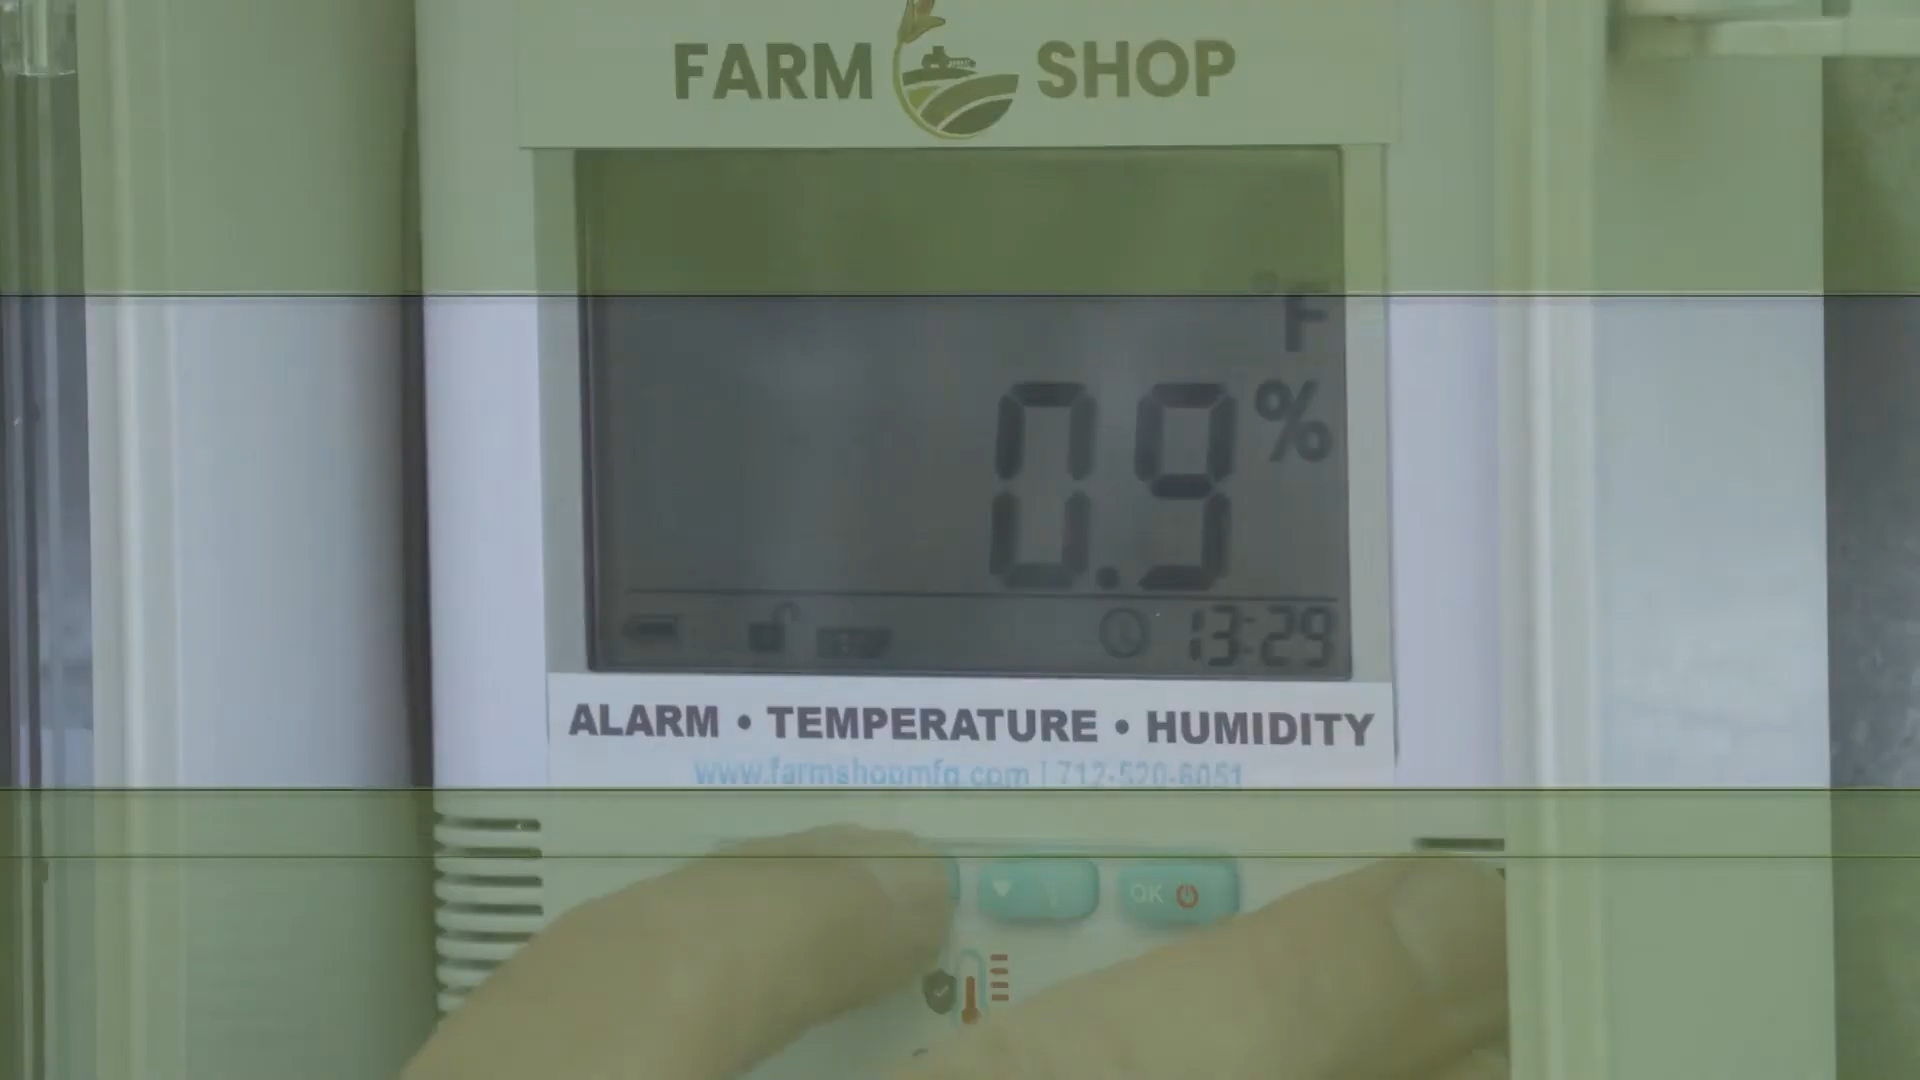 FARM SHOP
°F
0.9%
13:29
ALARM • TEMPERATURE • HUMIDITY
www.farmshopmfg.com | 712-520-6051
OK